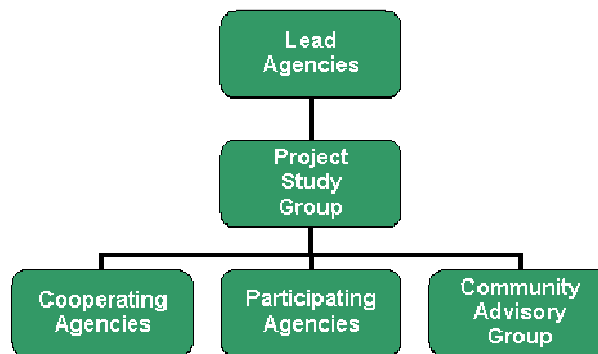 Lead
Agencies
Project
Study
Group
Cooperating
Agencies
Participating
Agencies
Community
Advisory
Group